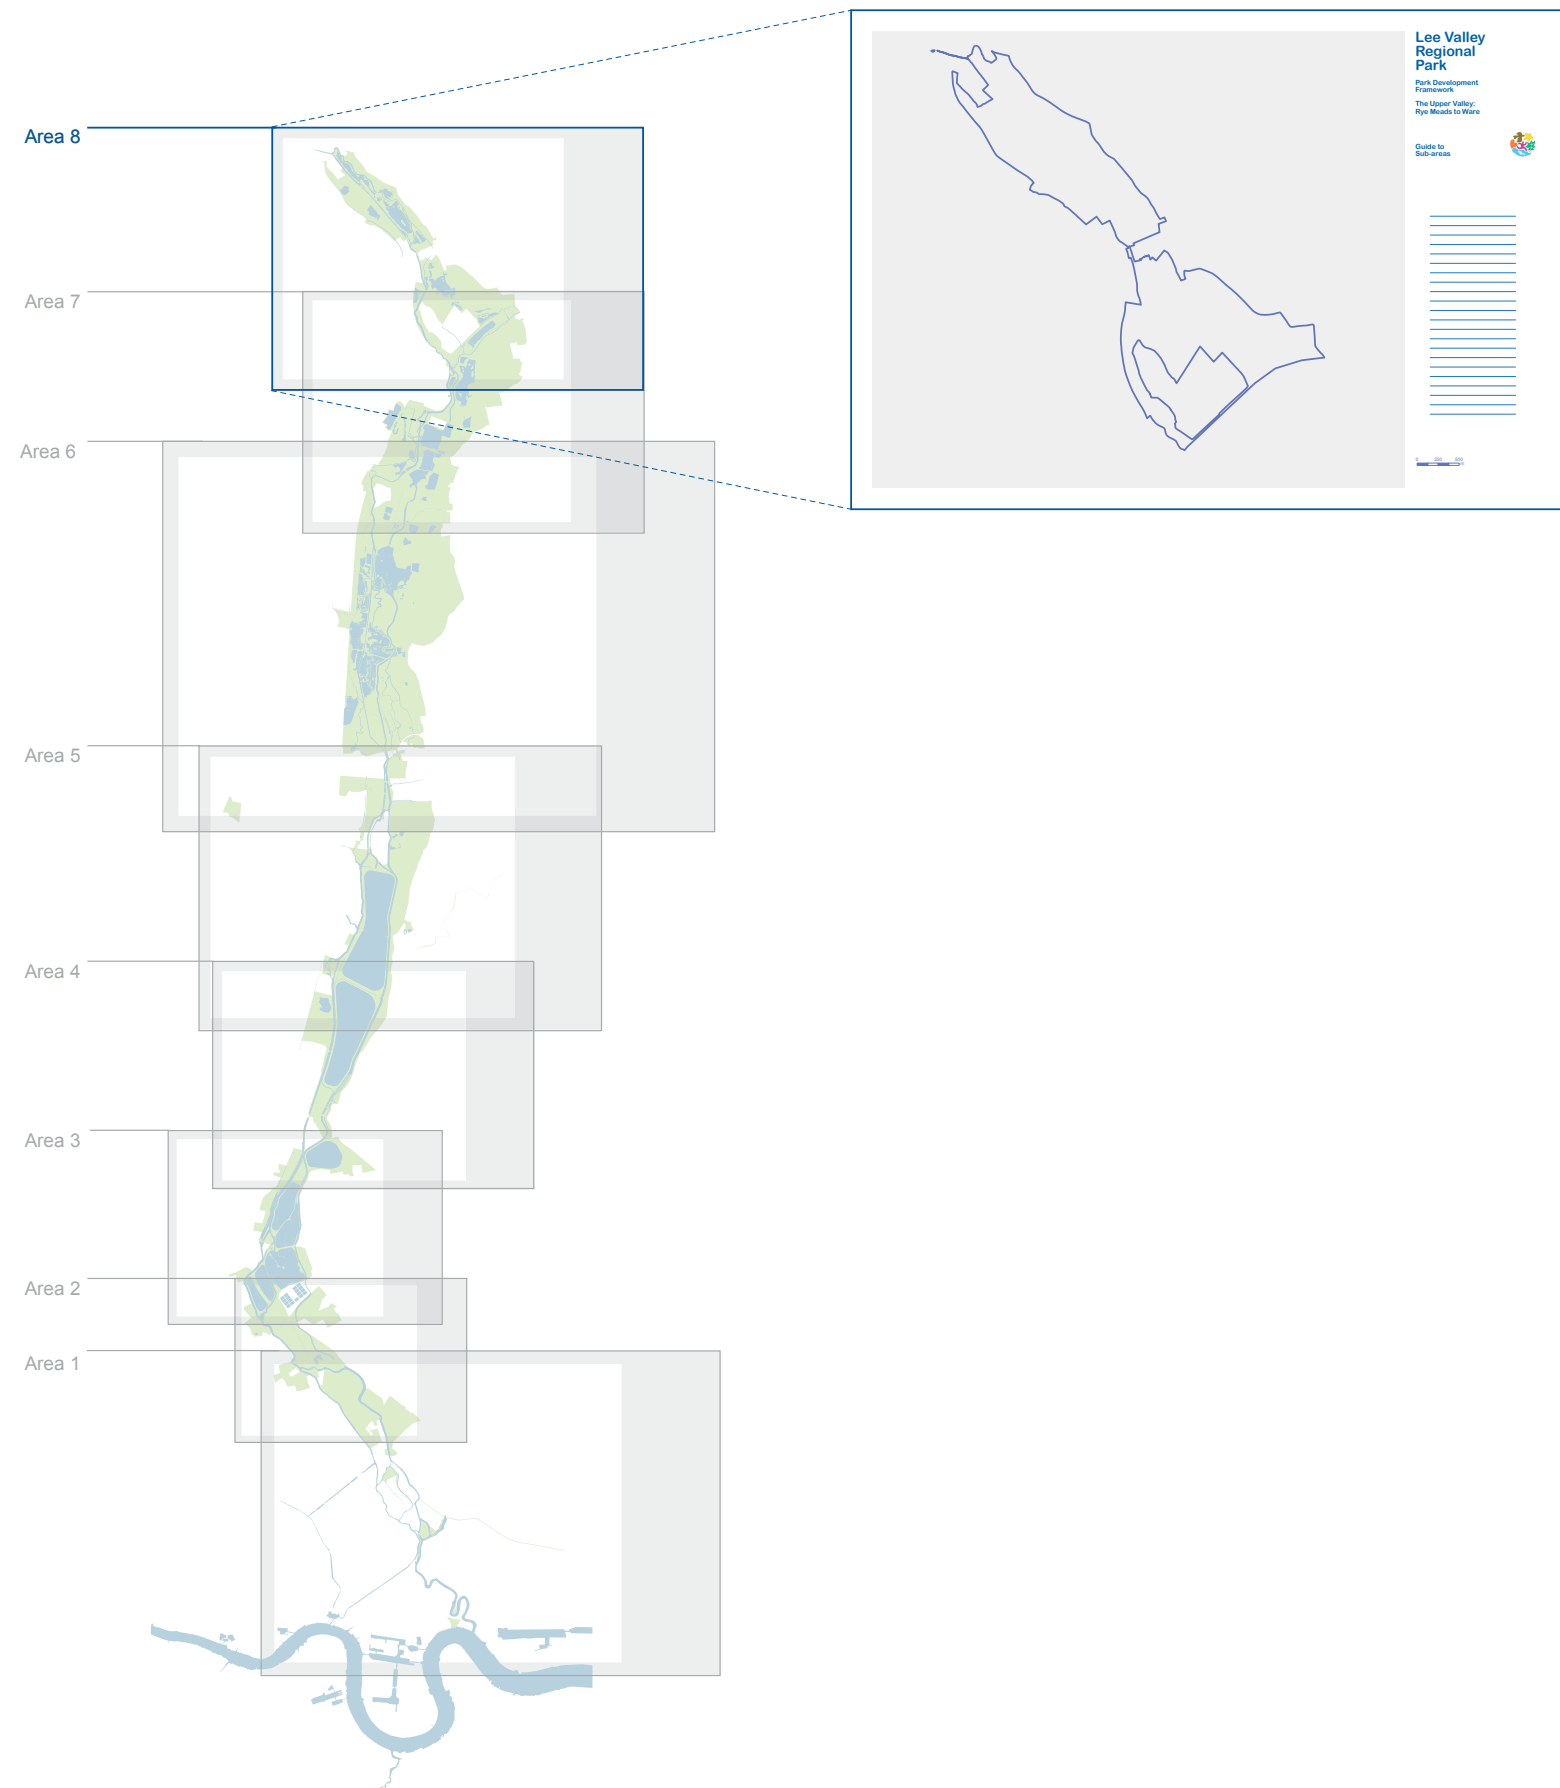 Lee Valley
Regional
Park
Park Development
Framework
The Upper Valley:
Rye Meads to Ware
Guide to
Sub-areas
Area 8
Area 7
Area 6
Area 5
Area 4
Area 3
Area 2
Area 1